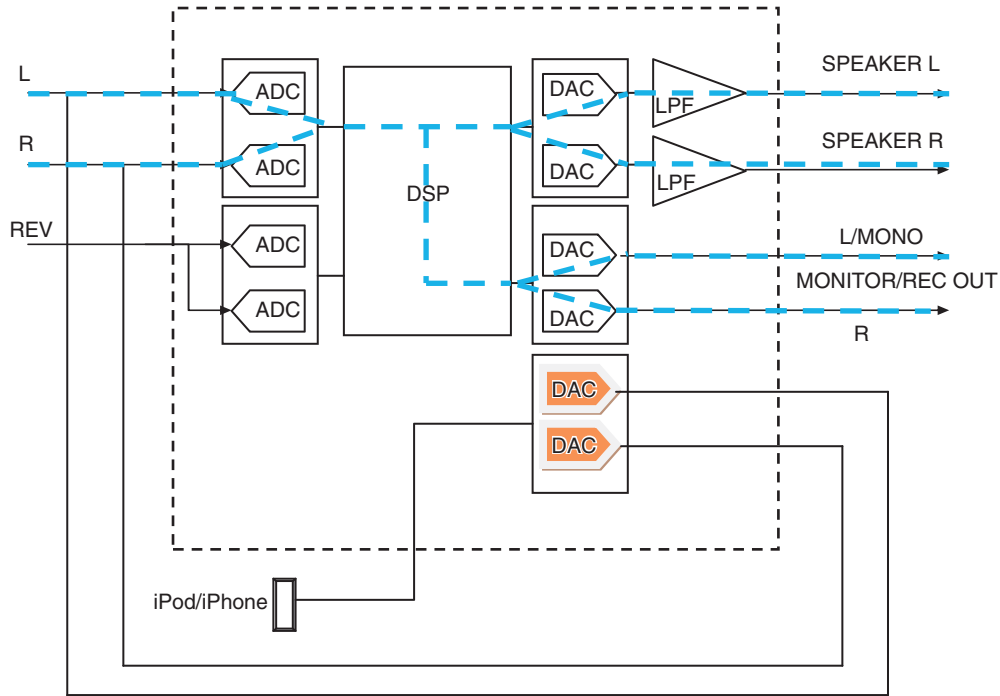 L
ADC
DAC
LPF
SPEAKER L
R
ADC
DAC
LPF
SPEAKER R
DSP
REV
ADC
DAC
L/MONO
MONITOR/REC OUT
ADC
DAC
R
DAC
DAC
iPod/iPhone